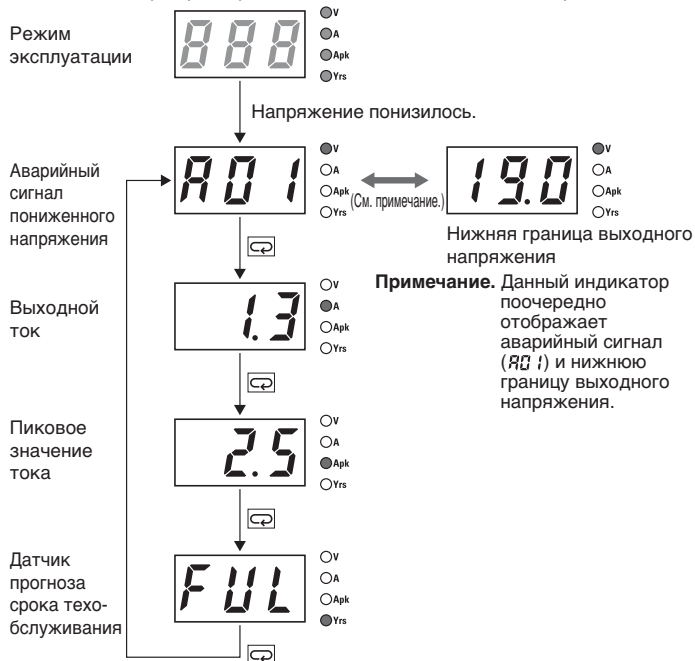 Режим
эксплуатации
888
V
A
Apk
Yrs
Напряжение понизилось.
Аварийный
сигнал
пониженного
напряжения
A01
V
A
Apk
Yrs
(См. примечание.)
19.0
V
A
Apk
Yrs
Нижняя граница выходного
напряжения
Примечание. Данный индикатор
поочередно
отображает
аварийный сигнал
(A01) и нижнюю
границу выходного
напряжения.
Выходной
ток
1.3
V
A
Apk
Yrs
Пиковое
значение
тока
2.5
V
A
Apk
Yrs
Датчик
прогноза
срока техо-
бслуживания
FUL
V
A
Apk
Yrs